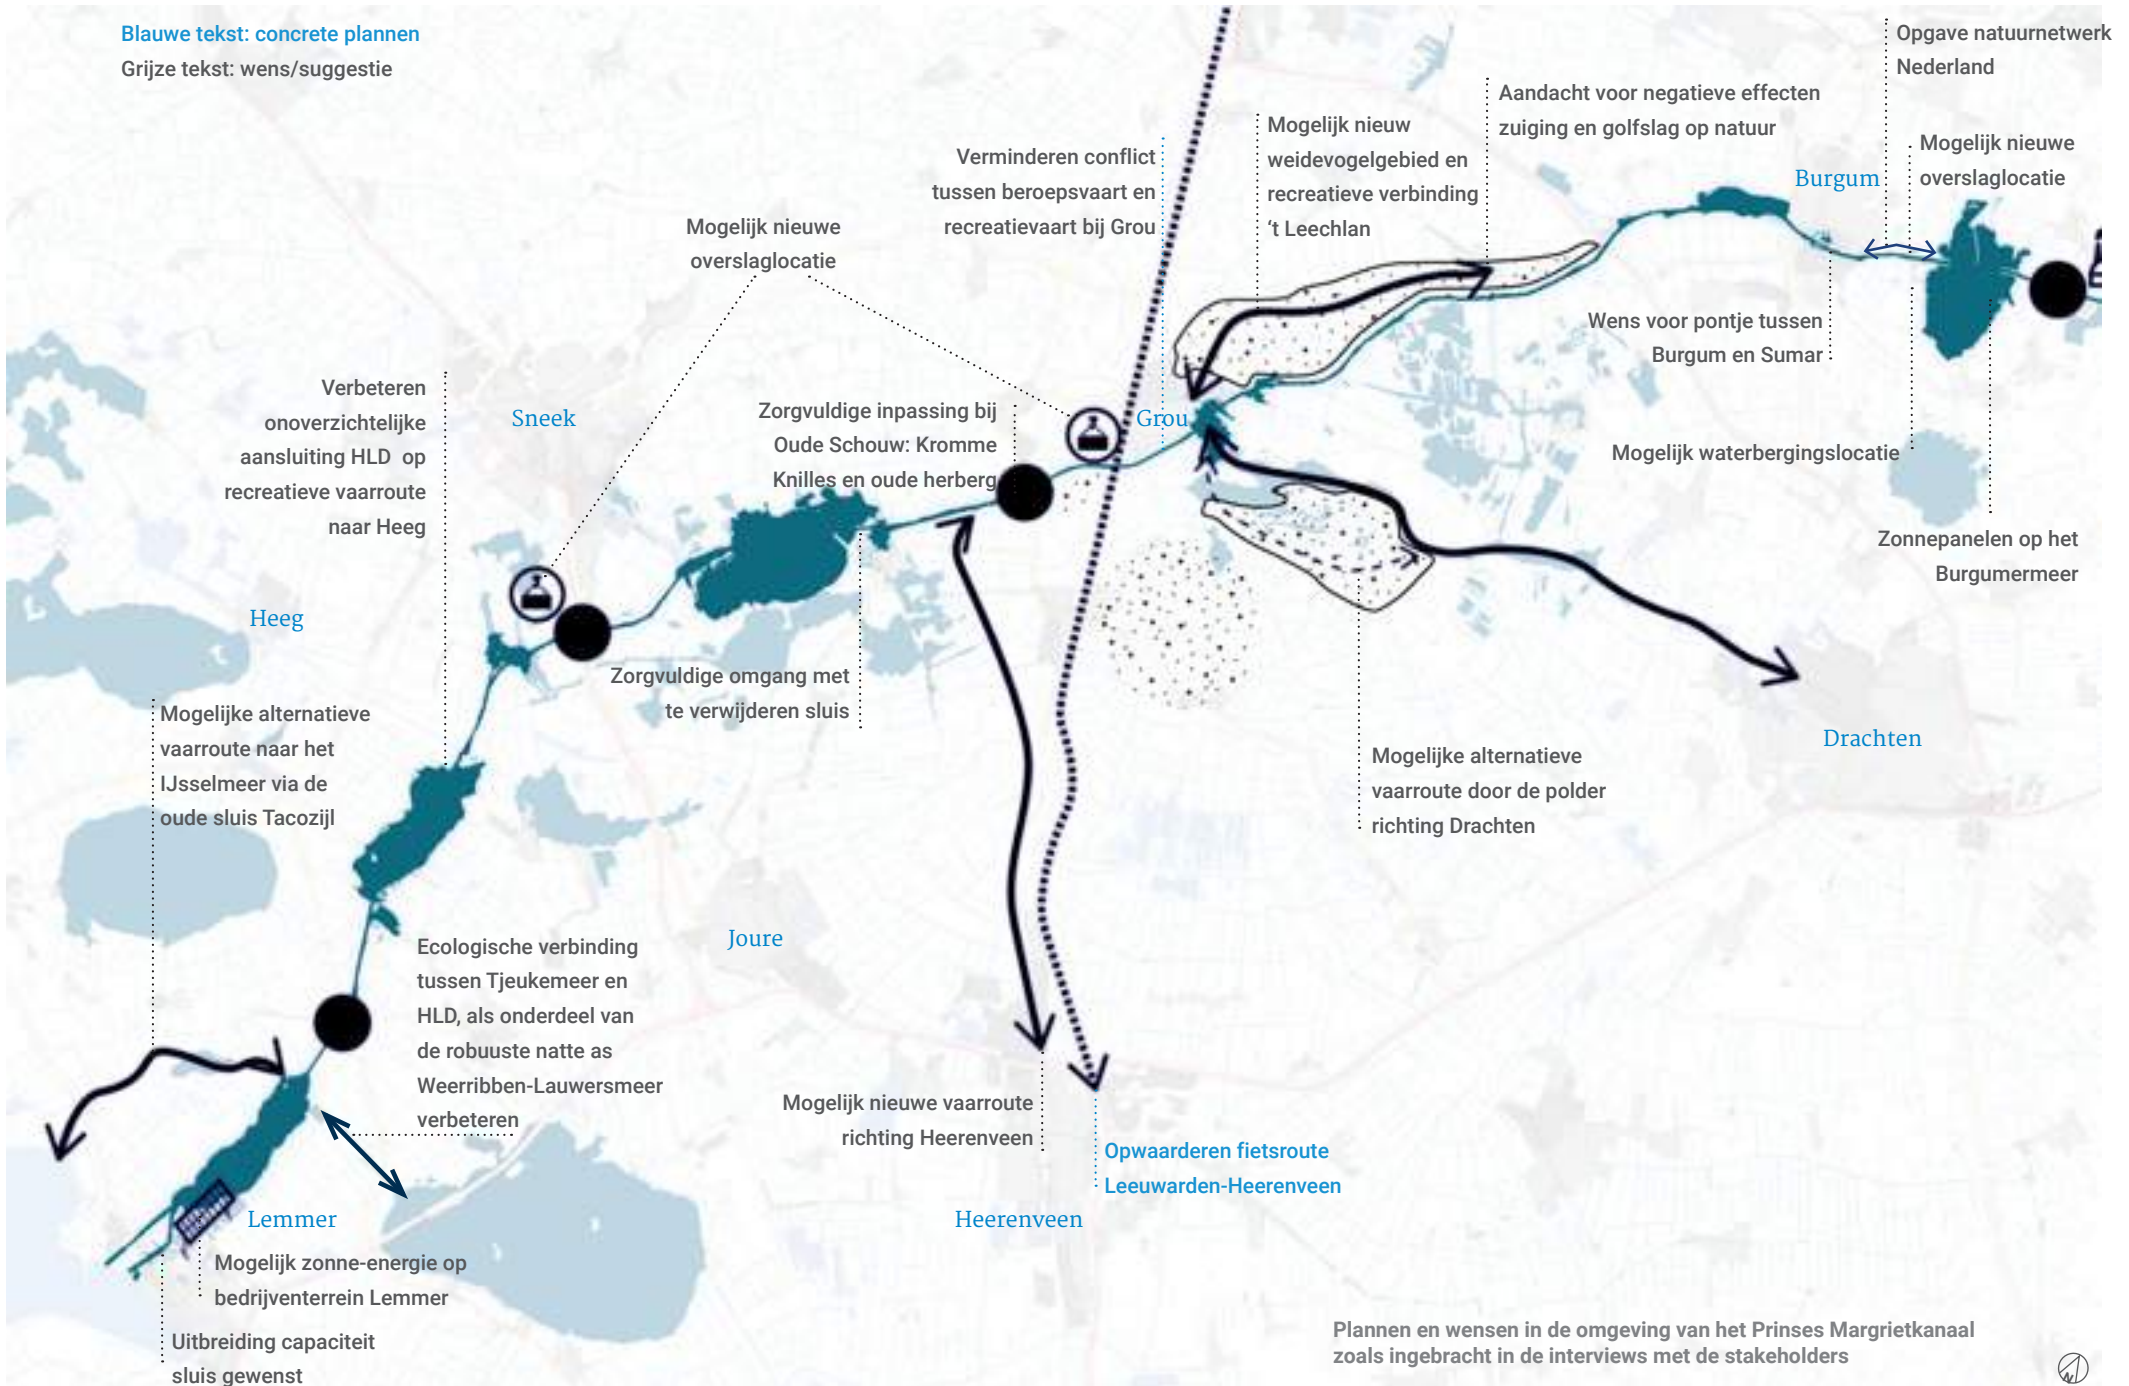 Blauwe tekst: concrete plannen
Grijze tekst: wens/suggestie
Opgave natuurnetwerk
Nederland
Aandacht voor negatieve effecten
zuiging en golfslag op natuur
Mogelijk nieuw
weidevogelgebied en
recreatieve verbinding
‘t Leechlan
Mogelijk nieuwe
overslaglocatie
Verminderen conflict
tussen beroepsvaart en
recreatievaart bij Grou
Burgum
Mogelijk nieuwe
overslaglocatie
Wens voor pontje tussen
Burgum en Sumar
Verbeteren
onoverzichtelijke
aansluiting HLD op
recreatieve vaarroute
naar Heeg
Sneek
Zorgvuldige inpassing bij
Oude Schouw: Kromme
Knilles en oude herberg
Grou
Mogelijk waterbergingslocatie
Zonnepanelen op het
Burgumermeer
Heeg
Zorgvuldige omgang met
te verwijderen sluis
Mogelijke alternatieve
vaarroute naar het
IJsselmeer via de
oude sluis Tacozijl
Drachten
Mogelijke alternatieve
vaarroute door de polder
richting Drachten
Joure
Ecologische verbinding
tussen Tjeukemeer en
HLD, als onderdeel van
de robuuste natte as
Weerribben-Lauwersmeer
verbeteren
Mogelijk nieuwe vaarroute
richting Heerenveen
Opwaarderen fietsroute
Leeuwarden-Heerenveen
Lemmer
Heerenveen
Mogelijk zonne-energie op
bedrijventerrein Lemmer
Uitbreiding capaciteit
sluis gewenst
Plannen en wensen in de omgeving van het Prinses Margrietkanaal
zoals ingebracht in de interviews met de stakeholders
N